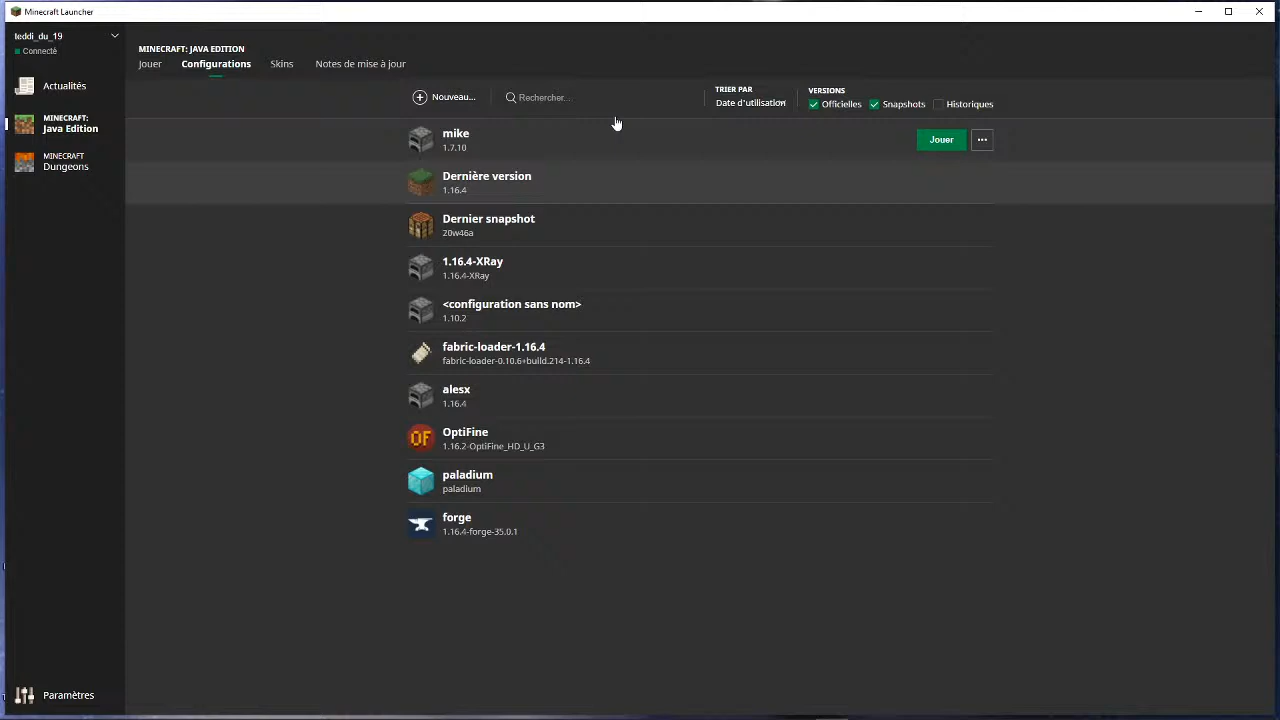 Minecraft Launcher
teddi_du_19
Connecté
Actualités
MINECRAFT:
Java Edition
MINECRAFT
Dungeons
Paramètres
MINECRAFT: JAVA EDITION
Jouer
Configurations
Skins
Notes de mise à jour
Nouveau...
Rechercher...
TRIER PAR
Date d'utilisation
VERSIONS
Officielles
Snapshots
Historiques
mike
1.7.10
Jouer
Dernière version
1.16.4
Dernier snapshot
20w46a
1.16.4-XRay
1.16.4-XRay
<configuration sans nom>
1.10.2
fabric-loader-1.16.4
fabric-loader-0.10.6+build.214-1.16.4
alesx
1.16.4
OF
OptiFine
1.16.2-OptiFine_HD_U_G3
paladium
paladium
forge
1.16.4-forge-35.0.1